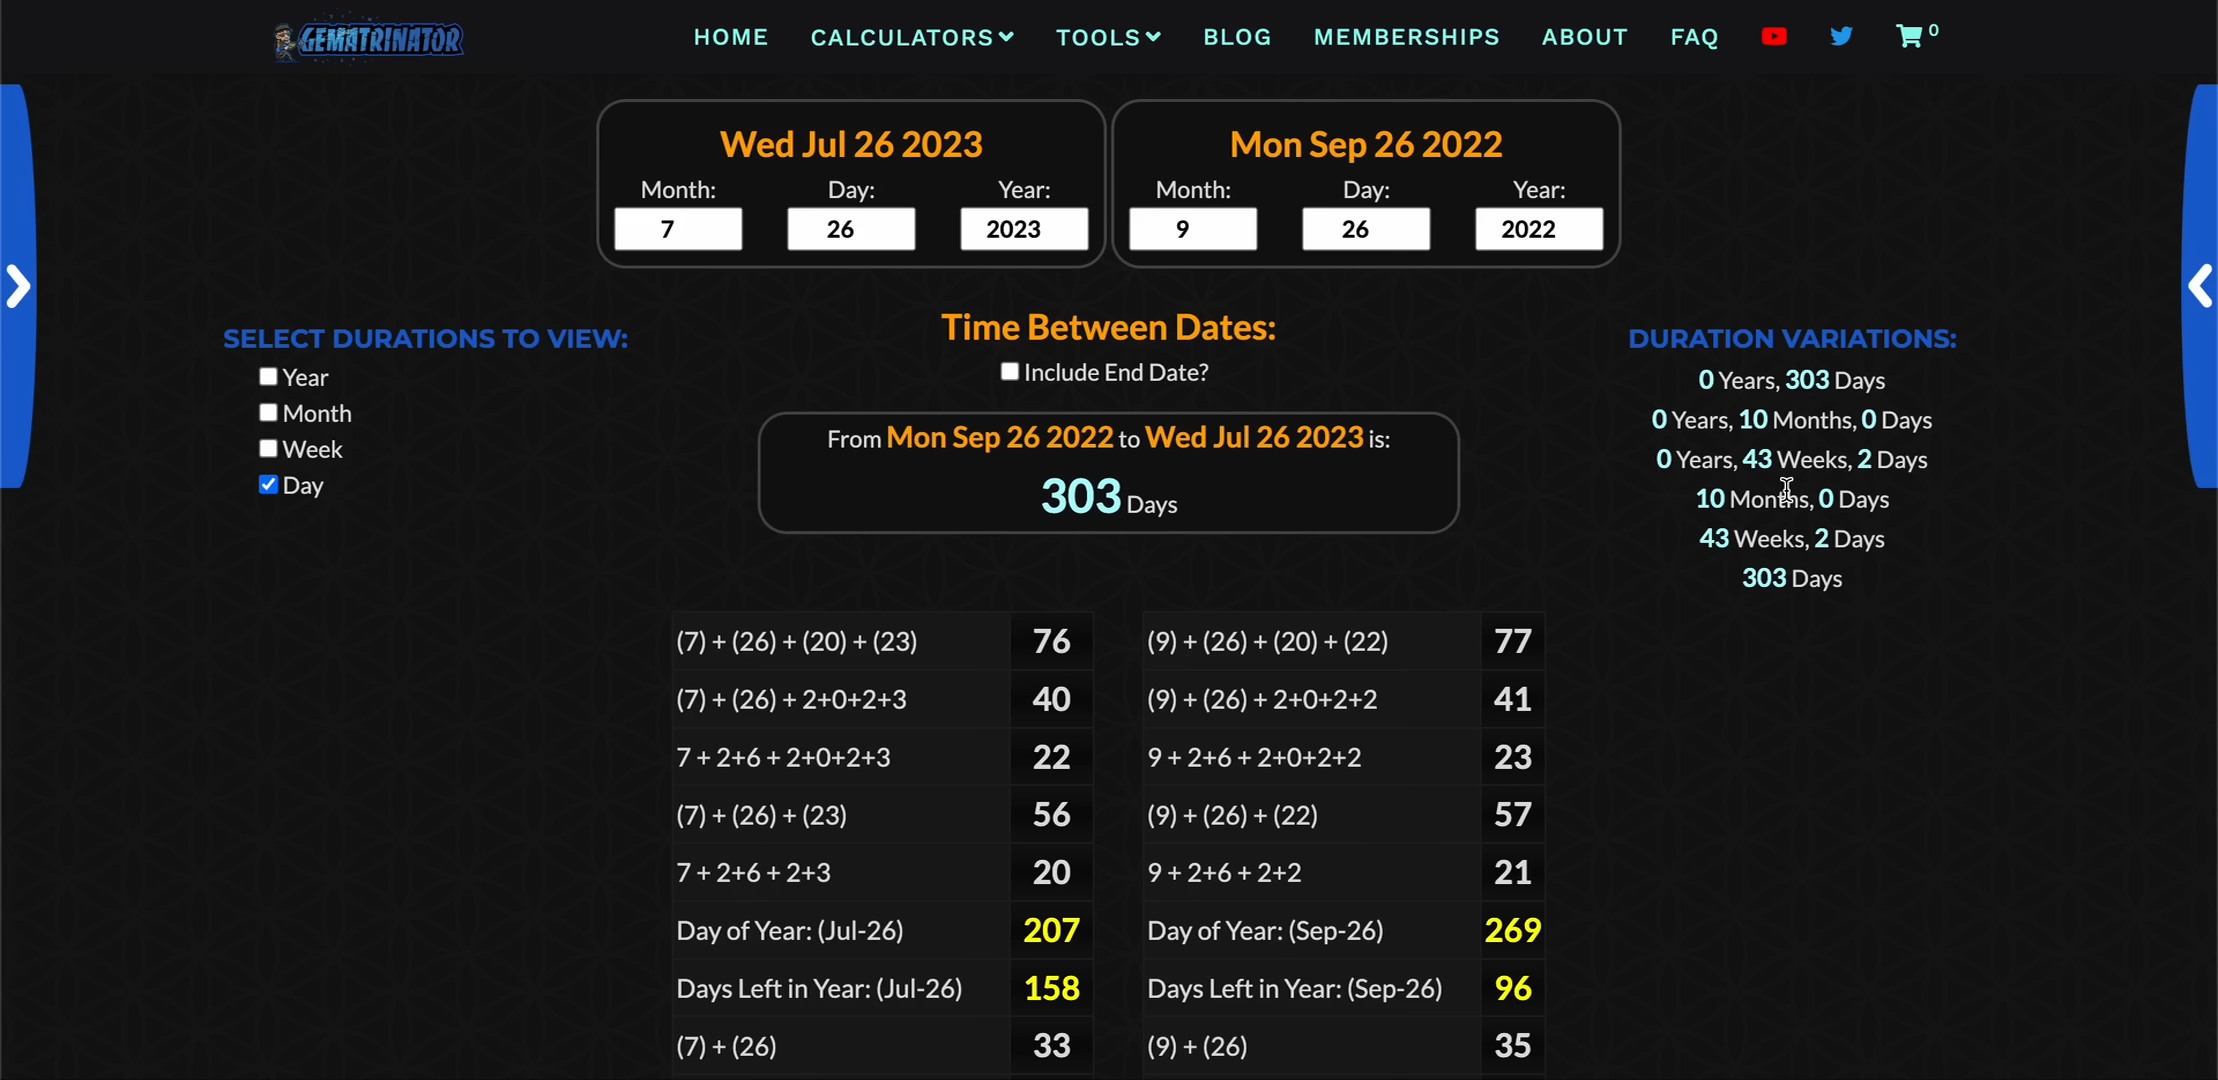 GEMATRINATOR
HOME CALCULATORS TOOLS BLOG MEMBERSHIPS ABOUT FAQ 0
Wed Jul 26 2023
Month: Day: Year:
7 26 2023
Mon Sep 26 2022
Month: Day: Year:
9 26 2022
SELECT DURATIONS TO VIEW:
Year
Month
Week
Day
Time Between Dates:
Include End Date?
From Mon Sep 26 2022 to Wed Jul 26 2023 is:
303 Days
DURATION VARIATIONS:
0 Years, 303 Days
0 Years, 10 Months, 0 Days
0 Years, 43 Weeks, 2 Days
10 Months, 0 Days
43 Weeks, 2 Days
303 Days
(7) + (26) + (20) + (23) 76
(7) + (26) + 2+0+2+3 40
7 + 2+6 + 2+0+2+3 22
(7) + (26) + (23) 56
7 + 2+6 + 2+3 20
Day of Year: (Jul-26) 207
Days Left in Year: (Jul-26) 158
(7) + (26) 33
(9) + (26) + (20) + (22) 77
(9) + (26) + 2+0+2+2 41
9 + 2+6 + 2+0+2+2 23
(9) + (26) + (22) 57
9 + 2+6 + 2+2 21
Day of Year: (Sep-26) 269
Days Left in Year: (Sep-26) 96
(9) + (26) 35